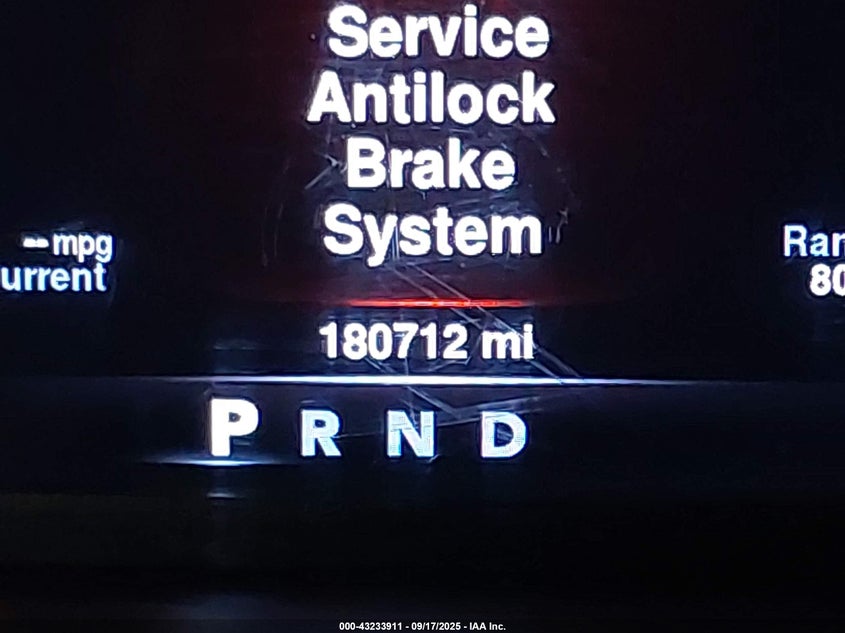 Service
Antilock
Brake
System
--mpg
urrent
Ran
80
180712 mi
P R N D
000-43233911 - 09/17/2025 - IAA Inc.